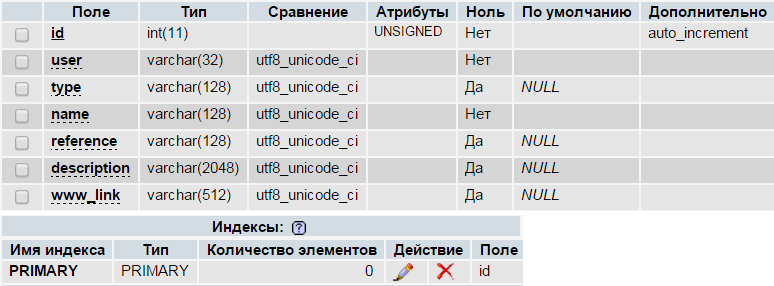 Поле Тип Сравнение Атрибуты Ноль По умолчанию Дополнительно
id int(11) UNSIGNED Нет auto_increment
user varchar(32) utf8_unicode_ci Нет
type varchar(128) utf8_unicode_ci Да NULL
name varchar(128) utf8_unicode_ci Нет
reference varchar(128) utf8_unicode_ci Да NULL
description varchar(2048) utf8_unicode_ci Да NULL
www_link varchar(512) utf8_unicode_ci Да NULL
Индексы: ?
Имя индекса Тип Количество элементов Действие Поле
PRIMARY PRIMARY 0 id